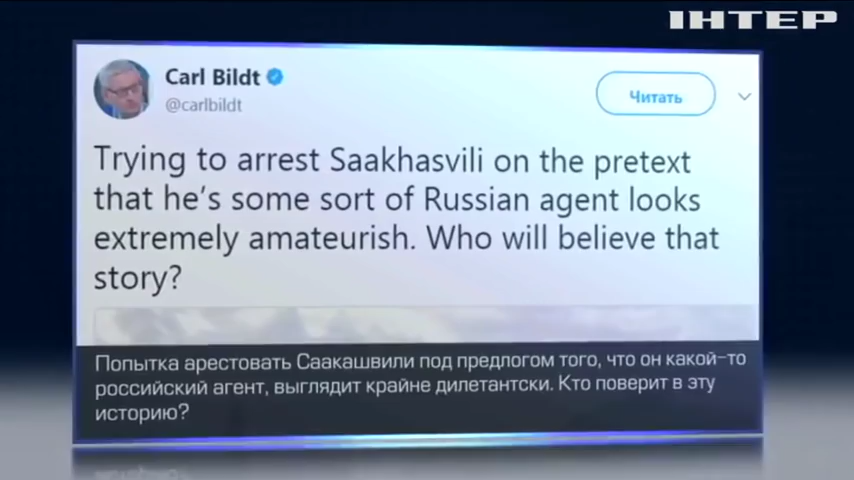 ІНТЕР
Carl Bildt
@carlbildt
Читать
Trying to arrest Saakhasvili on the pretext
that he's some sort of Russian agent looks
extremely amateurish. Who will believe that
story?
Попытка арестовать Саакашвили под предлогом того, что он какой-то
российский агент, выглядит крайне дилетантски. Кто поверит в эту
историю?